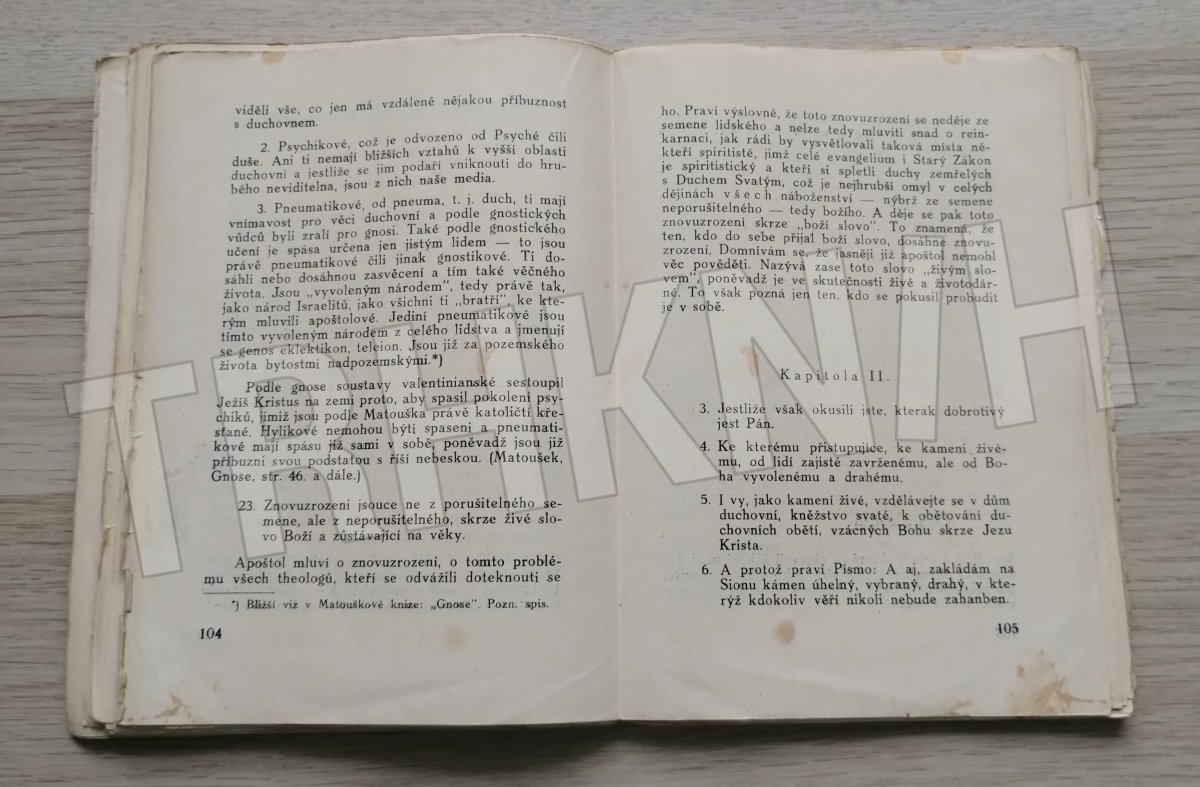 viděli vše, co jen má vzdáleně nějakou příbuznost
s duchovnem.
2. Psychikové, což je odvozeno od Psyché čili
duše. Ani ti nemají bližších vztahů k vyšší oblasti
duchovní a jestliže se jim podaří vniknouti do hru-
bého neviditelna, jsou z nich naše media.
3. Pneumatikové, od pneuma, t. j. duch, ti mají
vnímavost pro věci duchovní a podle gnostických
vůdců byli zralí pro gnosi. Také podle gnostického
učení je spása určena jen jistým lidem — to jsou
právě pneumatikové čili jinak gnostikové. Ti do-
sáhli nebo dosáhnou zasvěcení a tím také věčného
života. Jsou „vyvoleným národem", tedy právě tak,
jako národ Israelitů, jako všichni ti „bratří", ke kte-
rým mluvili apoštolové. Jediní pneumatikové jsou
tímto vyvoleným národem z celého lidstva a jmenují
se genos eklektikon, teleion. Jsou již za pozemského
života bytostmi nadpozemskými.*)
Podle gnose soustavy valentinianské sestoupil
Ježíš Kristus na zemi proto, aby spasil pokolení psy-
chiků, jimiž jsou podle Matouška právě katoličtí kře-
sťané. Hylikové nemohou býti spaseni a pneumati-
kové mají spásu již sami v sobě, poněvadž jsou již
příbuzní svou podstatou s říší nebeskou. (Matoušek,
Gnose, str. 46. a dále.)
23. Znovuzrození jsouce ne z porušitelného se-
mene, ale z neporušitelného, skrze živé slo-
vo Boží a zůstávající na věky.
Apoštol mluví o znovuzrození, o tomto problé-
mu všech theologů, kteří se odvážili doteknouti se
*) Bližší viz v Matouškově knize: „Gnose". Pozn. spis.
104
ho. Praví výslovně, že toto znovuzrození se neděje ze
semene lidského a nelze tedy mluviti snad o rein-
karnaci, jak rádi by vysvětlovali taková místa ně-
kteří spiritisté, jimž celé evangelium i Starý Zákon
je spiritistický a kteří si spletli duchy zemřelých
s Duchem Svatým, což je nejhrubší omyl v celých
dějinách všech náboženství — nýbrž ze semene
neporušitelného — tedy božího. A děje se pak toto
znovuzrození skrze „boží slovo". To znamená, že
ten, kdo do sebe přijal boží slovo, dosáhne znovu-
zrození. Domnívám se, že jasněji již apoštol nemohl
věc pověděti. Nazývá zase toto slovo „živým slo-
vem", poněvadž je ve skutečnosti živé a životodár-
né. To však pozná jen ten, kdo se pokusil probudit
je v sobě.
Kapitola II.
3. Jestliže však okusili jste, kterak dobrotivý
jest Pán.
4. Ke kterému přistupujíce, ke kameni živé-
mu, od lidí zajisté zavrženému, ale od Bo-
ha vyvolenému a drahému.
5. I vy, jako kamení živé, vzdělávejte se v dům
duchovní, kněžstvo svaté, k obětování du-
chovních obětí, vzácných Bohu skrze Jezu
Krista.
6. A protož praví Písmo: A aj, zakládám na
Sionu kámen úhelný, vybraný, drahý, v kte-
rýž kdokoliv věří nikoli nebude zahanben.
105
TRHKNIH